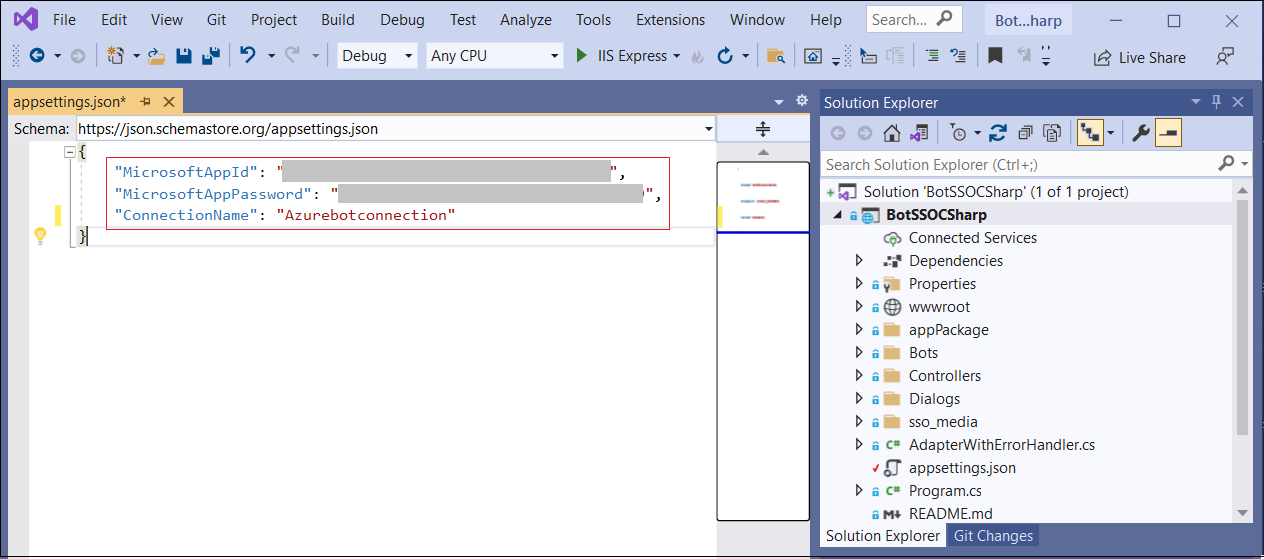 File Edit View Git Project Build Debug Test Analyze Tools Extensions Window Help Search... Bot...harp
Debug Any CPU IIS Express Live Share
appsettings.json*
Schema: https://json.schemastore.org/appsettings.json
{
"MicrosoftAppId": "",
"MicrosoftAppPassword": "",
"ConnectionName": "Azurebotconnection"
}
Solution Explorer
Search Solution Explorer (Ctrl+;)
Solution 'BotSSOCSharp' (1 of 1 project)
BotSSOCSharp
Connected Services
Dependencies
Properties
wwwroot
appPackage
Bots
Controllers
Dialogs
sso_media
C# AdapterWithErrorHandler.cs
appsettings.json
C# Program.cs
M README.md
Solution Explorer Git Changes